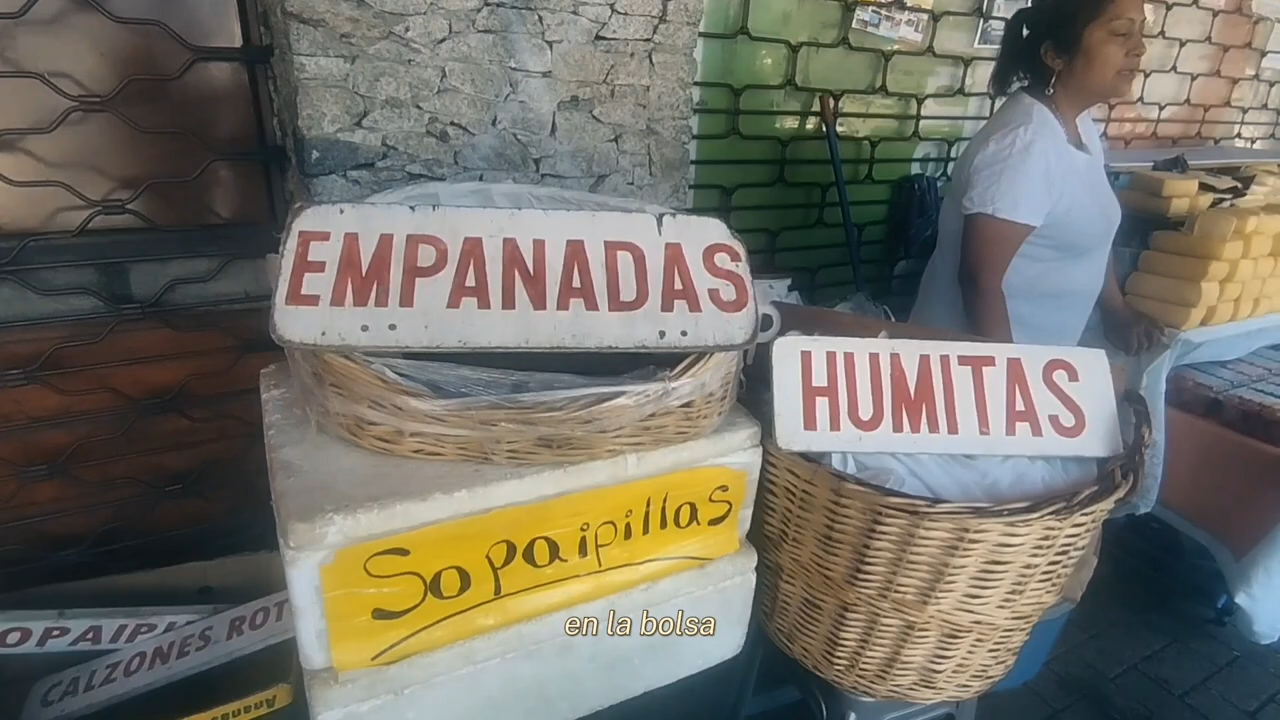 EMPANADAS
HUMITAS
Sopaipillas
en la bolsa
CALZONES ROT